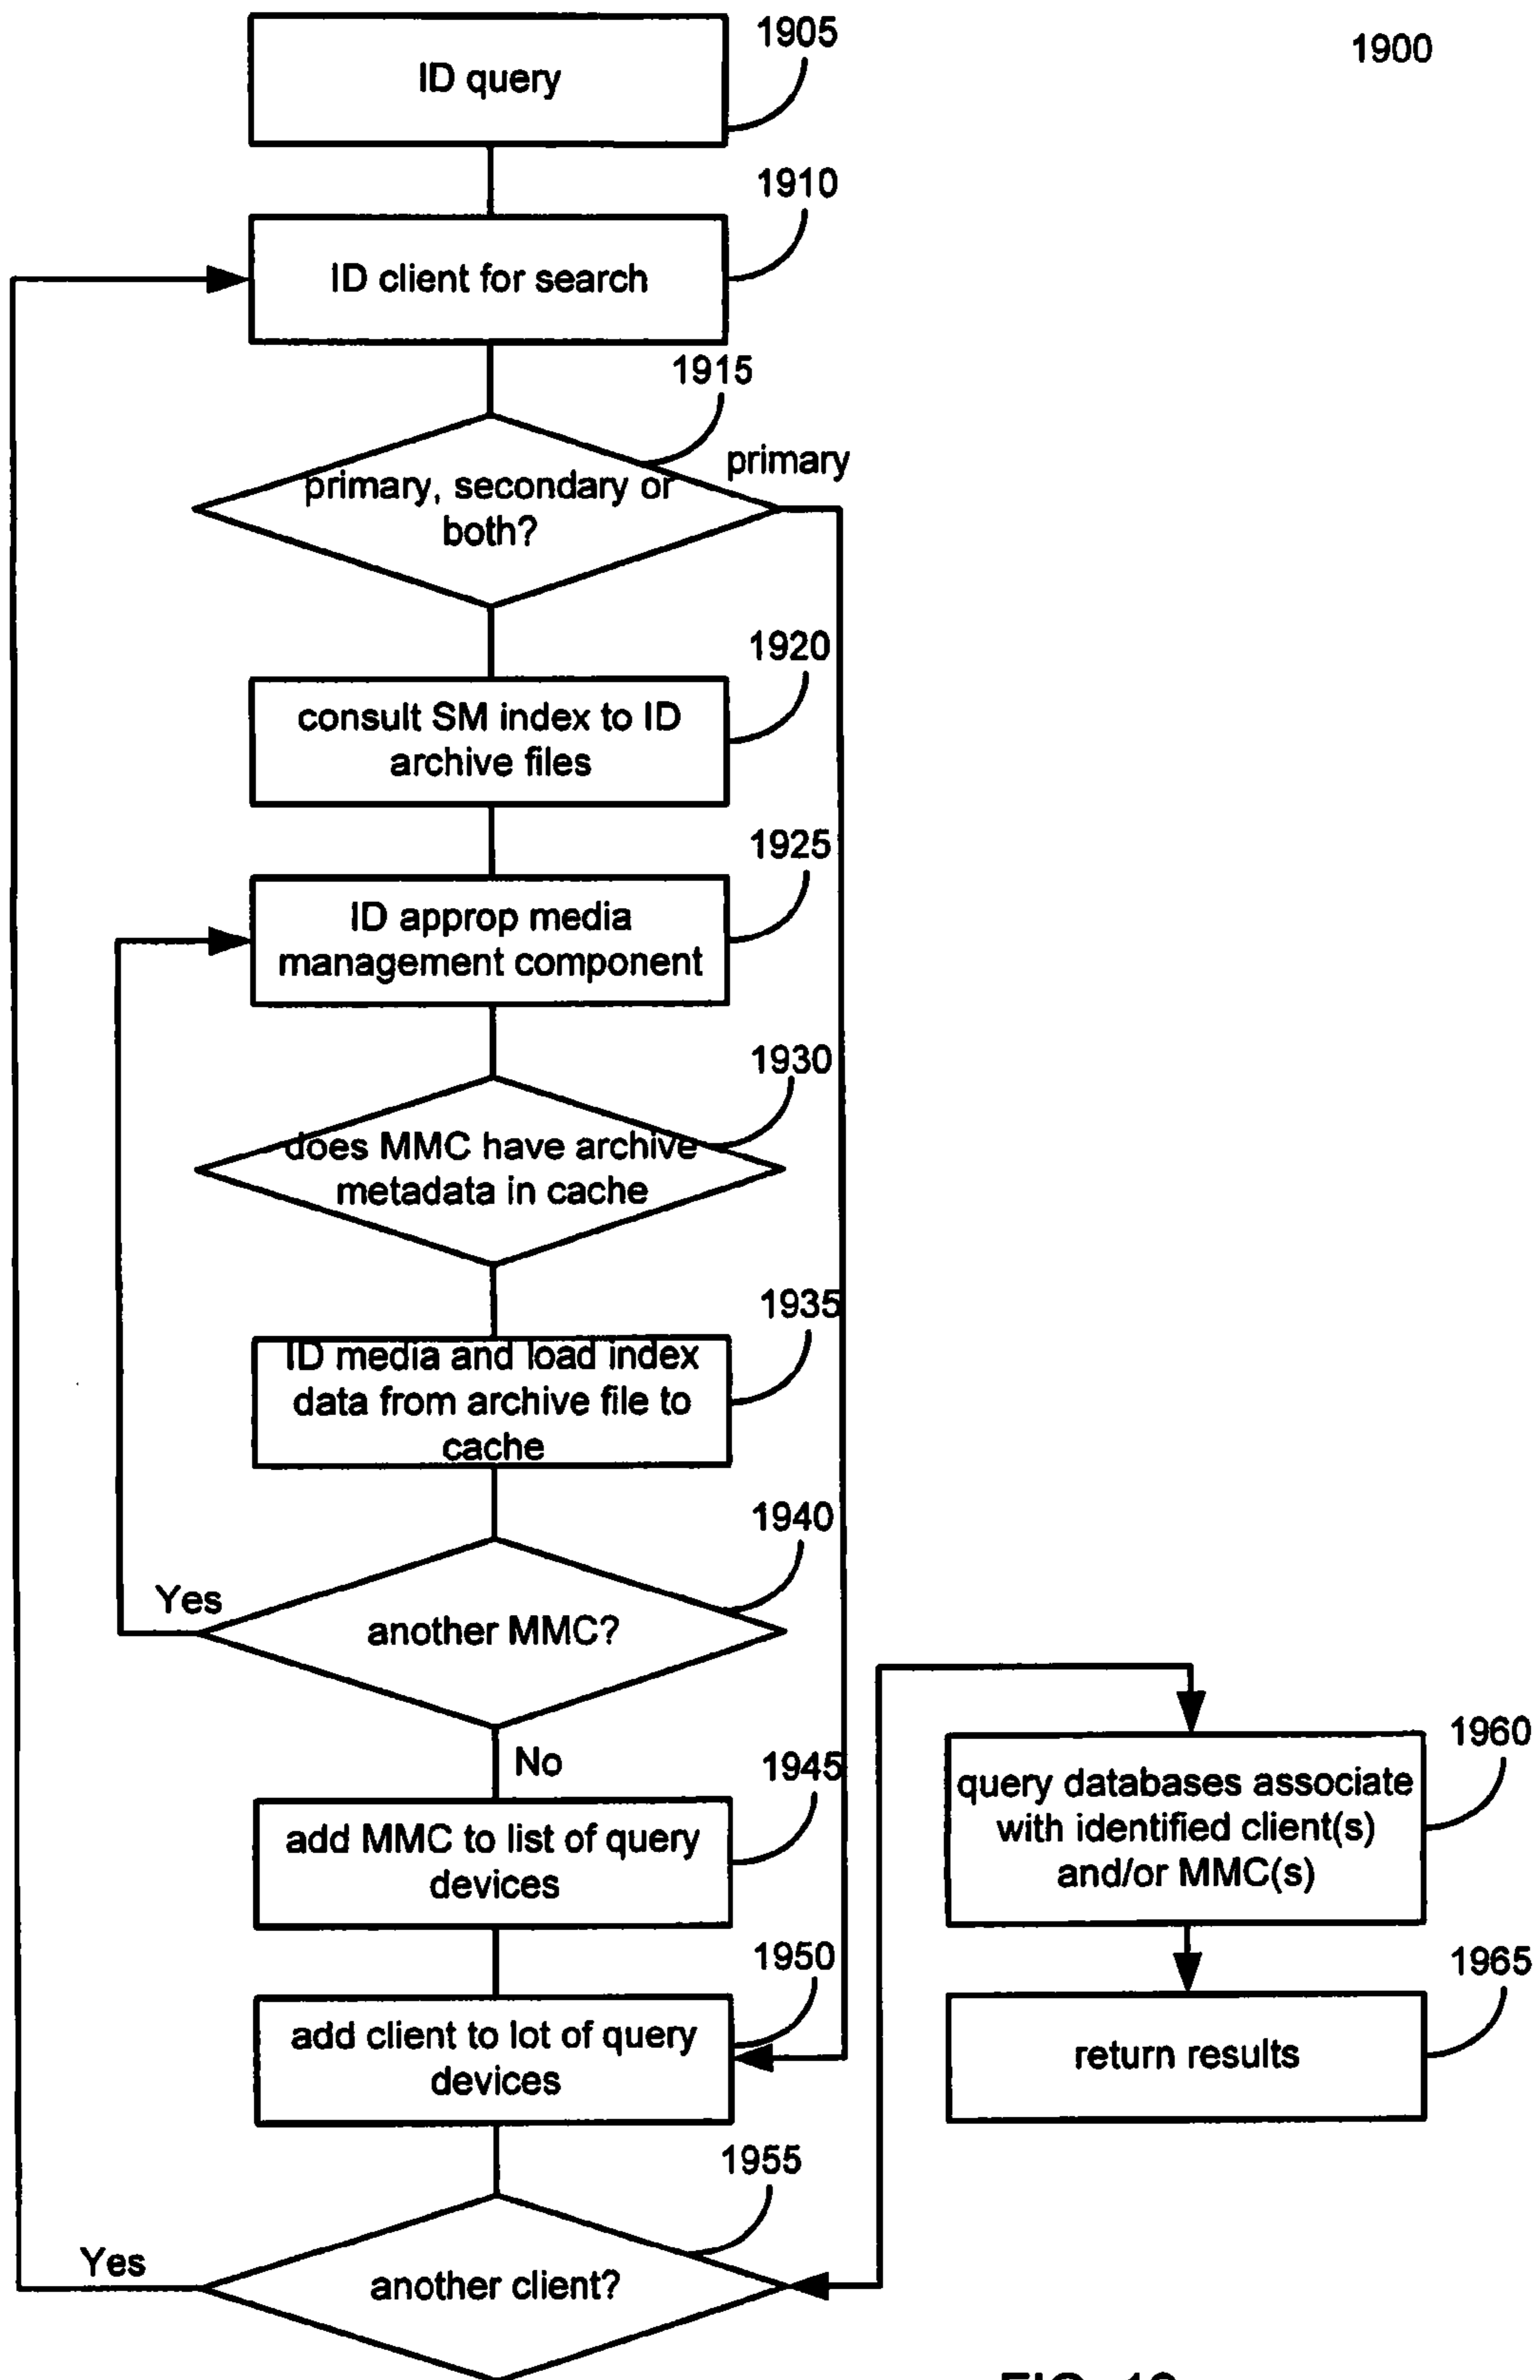 1905
1900
ID query
1910
ID client for search
1915
primary
primary, secondary or
both?
1920
consult SM index to ID
archive files
1925
ID approp media
management component
1930
does MMC have archive
metadata in cache
1935
ID media and load index
data from archive file to
cache
1940
Yes
another MMC?
No
1945
add MMC to list of query
devices
1950
add client to lot of query
devices
1955
Yes
another client?
1960
query databases associate
with identified client(s)
and/or MMC(s)
1965
return results